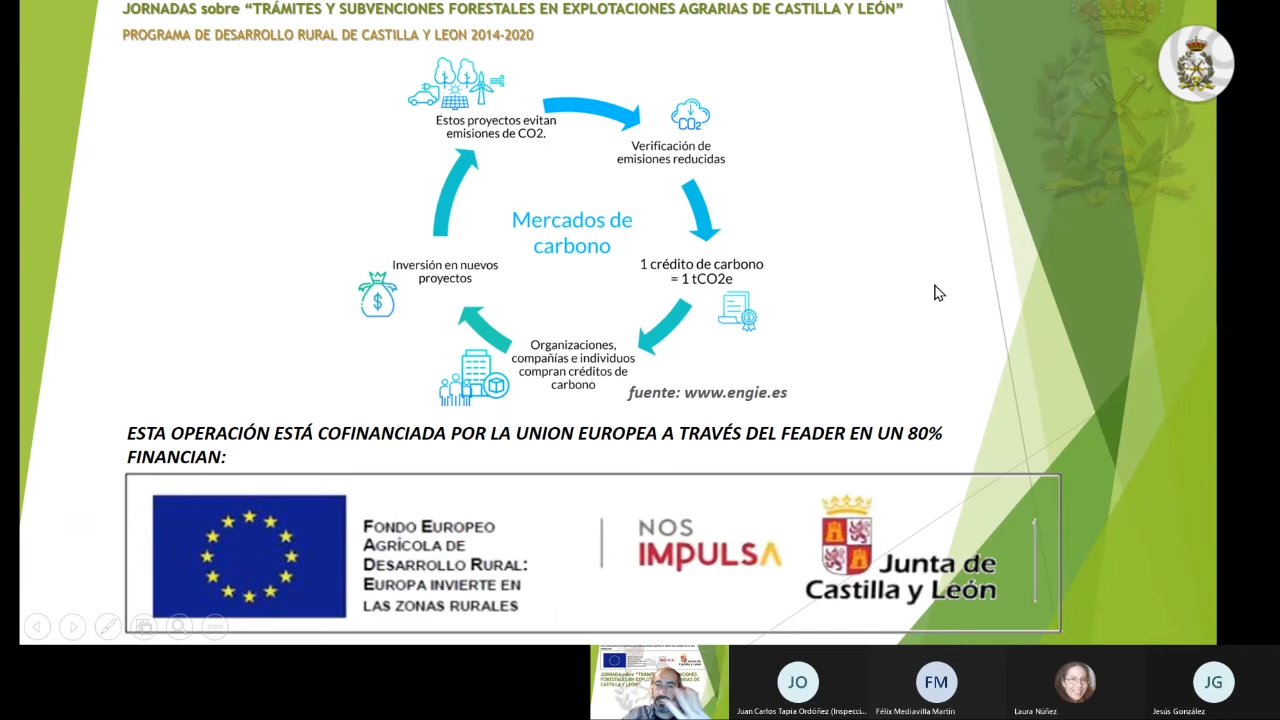 JORNADAS sobre “TRÁMITES Y SUBVENCIONES FORESTALES EN EXPLOTACIONES AGRARIAS DE CASTILLA Y LEÓN”
PROGRAMA DE DESARROLLO RURAL DE CASTILLA Y LEON 2014-2020
Estos proyectos evitan
emisiones de CO2.
CO2
Verificación de
emisiones reducidas
Mercados de
carbono
1 crédito de carbono
= 1 tCO2e
Inversión en nuevos
proyectos
$
Organizaciones,
compañías e individuos
compran créditos de
carbono
fuente: www.engie.es
ESTA OPERACIÓN ESTÁ COFINANCIADA POR LA UNION EUROPEA A TRAVÉS DEL FEADER EN UN 80%
FINANCIAN:
FONDO EUROPEO
AGRÍCOLA DE
DESARROLLO RURAL:
EUROPA INVIERTE EN
LAS ZONAS RURALES
NOS
IMPULSA
Junta de
Castilla y León
JO
FM
JG
Juan Carlos Tapia Ordóñez (Inspecci...
Félix Mediavilla Martín
Laura Núñez
Jesús González